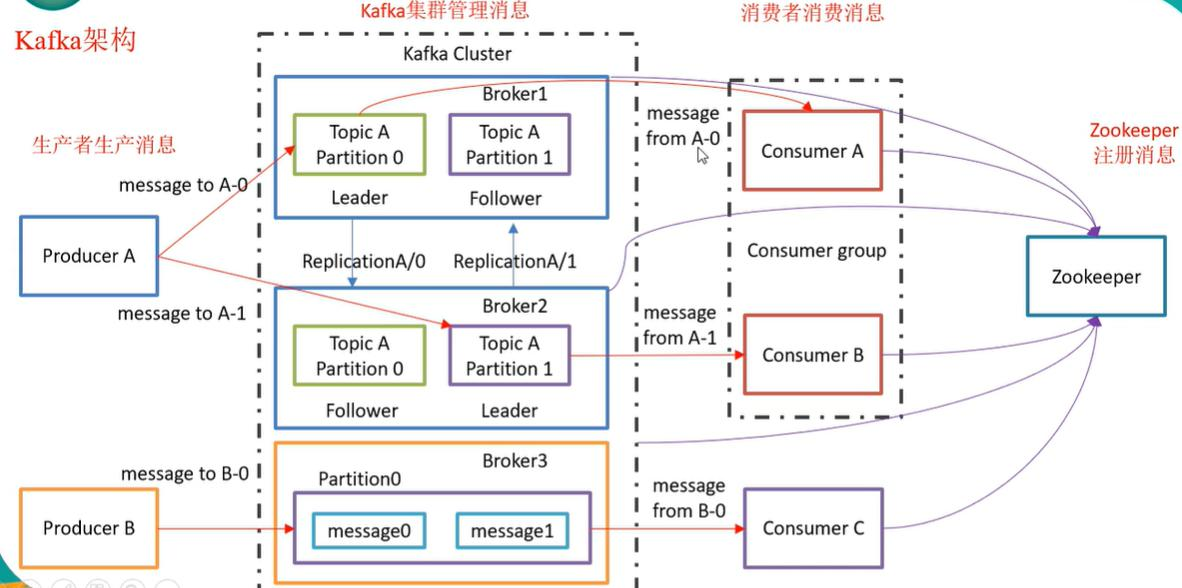 Kafka架构
Kafka集群管理消息
消费者消费消息
Kafka Cluster
Broker1
Topic A
Partition 0
Topic A
Partition 1
Leader
Follower
生产者生产消息
message to A-0
Producer A
message to A-1
ReplicationA/0
ReplicationA/1
Broker2
Topic A
Partition 0
Topic A
Partition 1
Follower
Leader
message
from A-0
Consumer A
Consumer group
message
from A-1
Consumer B
Zookeeper
注册消息
Zookeeper
message to B-0
Producer B
Broker3
Partition0
message0
message1
message
from B-0
Consumer C